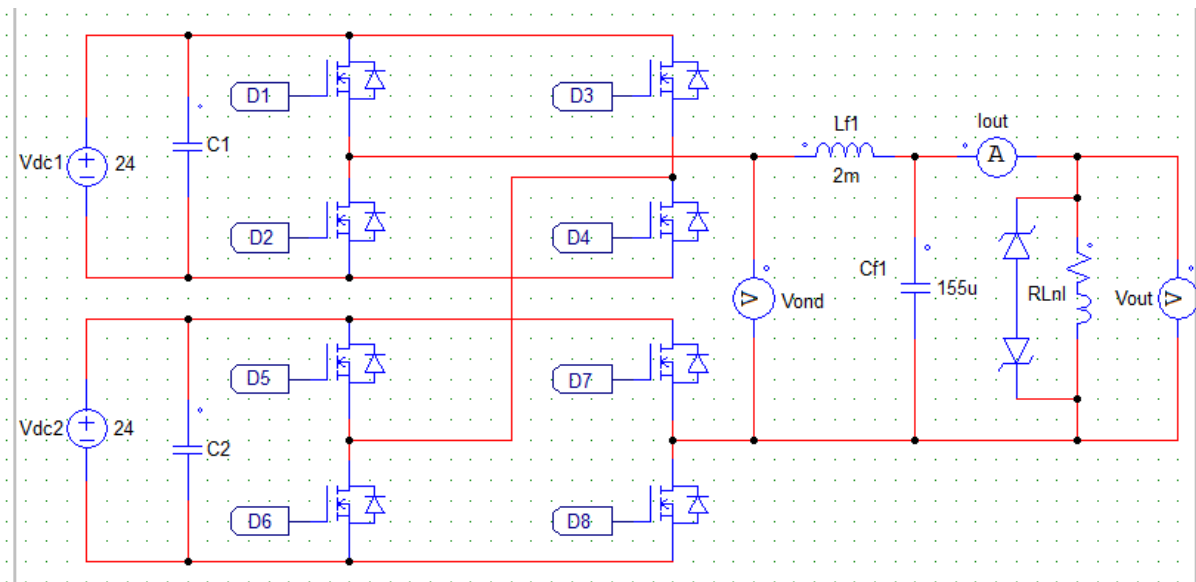 D1
D3
Vdc1
24
C1
D2
D4
Lf1
2m
Iout
A
Cf1
155u
RLnl
V
Vond
Vout
V
D5
D7
Vdc2
24
C2
D6
D8